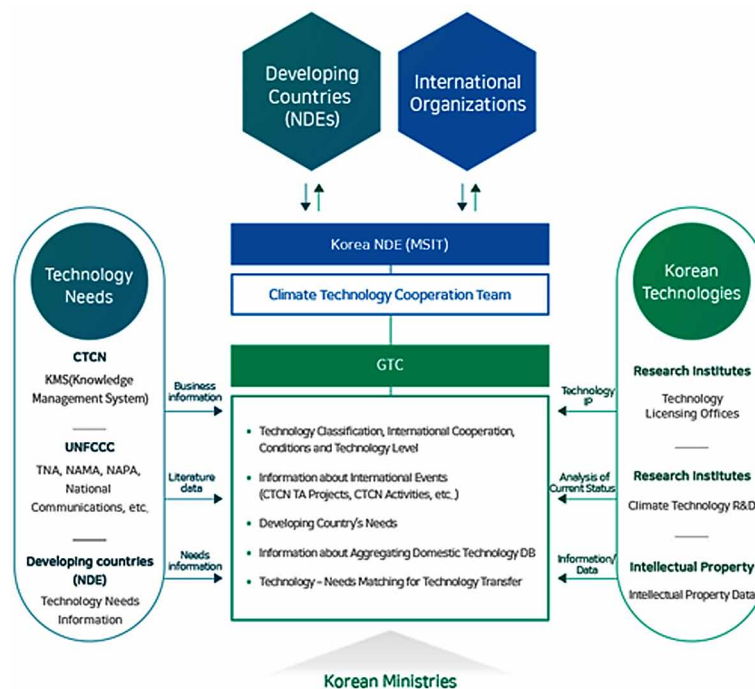 Developing
Countries
(NDEs)
International
Organizations
Korea NDE (MSIT)
Climate Technology Cooperation Team
GTC
Technology
Needs
CTCN
KMS(Knowledge
Management System)
UNFCCC
TNA, NAMA, NAPA,
National
Communications, etc.
Developing countries
(NDE)
Technology Needs
Information
Business
information
Literature
data
Needs
information
• Technology Classification, International Cooperation,
Conditions and Technology Level
• Information about International Events
(CTCN TA Projects, CTCN Activities, etc.)
• Developing Country's Needs
• Information about Aggregating Domestic Technology DB
• Technology – Needs Matching for Technology Transfer
Technology
IP
Analysis of
Current Status
Information/
Data
Korean
Technologies
Research Institutes
Technology
Licensing Offices
Research Institutes
Climate Technology R&D
Intellectual Property
Intellectual Property Data
Korean Ministries